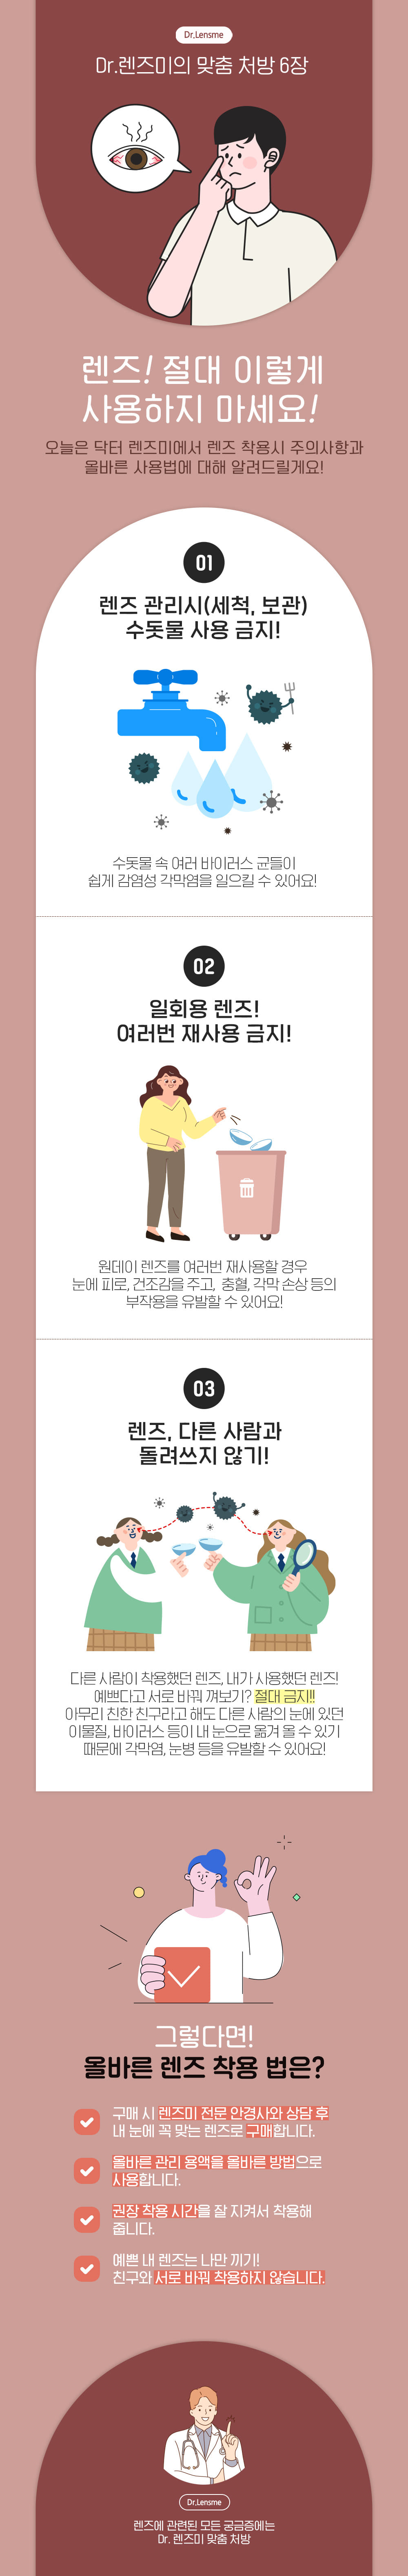 Dr,Lensme
Dr.렌즈미의 맞춤 처방 6장
렌즈! 절대 이렇게
사용하지 마세요!
오늘은 닥터 렌즈미에서 렌즈 착용시 주의사항과
올바른 사용법에 대해 알려드릴게요!
01
렌즈 관리시(세척, 보관)
수돗물 사용 금지!
수돗물 속 여러 바이러스 균들이
쉽게 감염성 각막염을 일으킬 수 있어요!
02
일회용 렌즈!
여러번 재사용 금지!
원데이 렌즈를 여러번 재사용할 경우
눈에 피로, 건조감을 주고, 충혈, 각막 손상 등의
부작용을 유발할 수 있어요!
03
렌즈, 다른 사람과
돌려쓰지 않기!
다른 사람이 착용했던 렌즈, 내가 사용했던 렌즈!
예쁘다고 서로 바꿔 껴보기? 절대 금지!!
아무리 친한 친구라고 해도 다른 사람의 눈에 있던
이물질, 바이러스 등이 내 눈으로 옮겨 올 수 있기
때문에 각막염, 눈병 등을 유발할 수 있어요!
그렇다면!
올바른 렌즈 착용 법은?
구매 시 렌즈미 전문 안경사와 상담 후
내 눈에 꼭 맞는 렌즈로 구매합니다.
올바른 관리 용액을 올바른 방법으로
사용합니다.
권장 착용 시간을 잘 지켜서 착용해
줍니다.
예쁜 내 렌즈는 나만 끼기!
친구와 서로 바꿔 착용하지 않습니다.
Dr,Lensme
렌즈에 관련된 모든 궁금증에는
Dr. 렌즈미 맞춤 처방